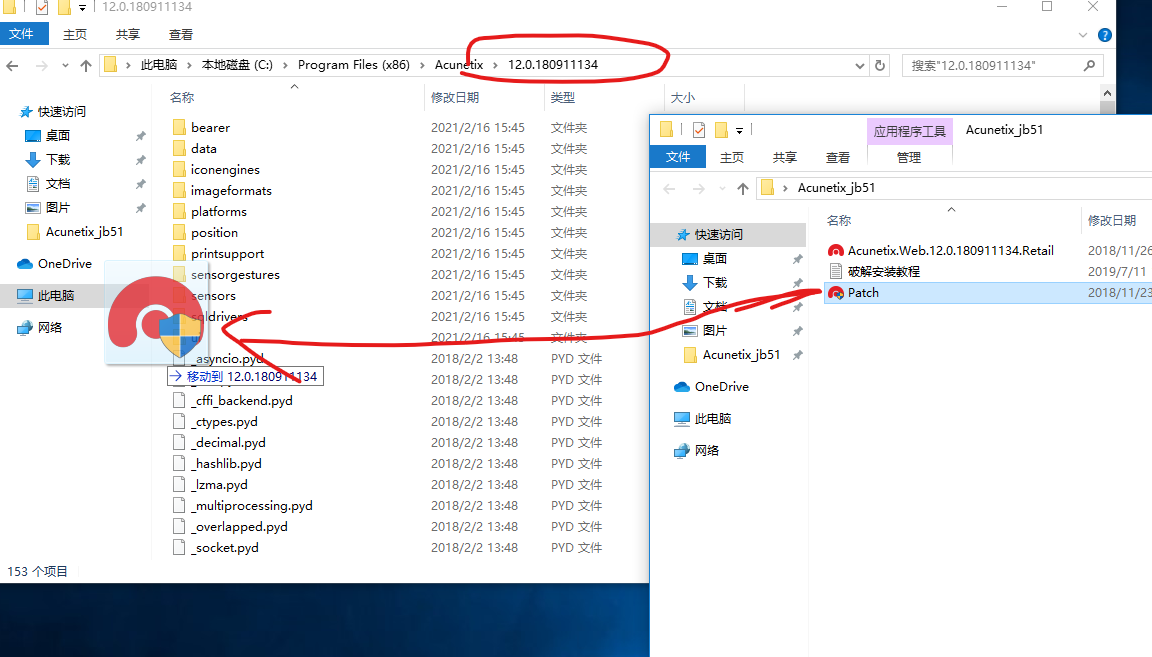 12.0.180911134
文件 主页 共享 查看
此电脑 › 本地磁盘 (C:) › Program Files (x86) › Acunetix › 12.0.180911134
搜索"12.0.180911134"
快速访问
桌面
下载
文档
图片
Acunetix_jb51
OneDrive
此电脑
网络
名称 修改日期 类型 大小
bearer 2021/2/16 15:45 文件夹
data 2021/2/16 15:45 文件夹
iconengines 2021/2/16 15:45 文件夹
imageformats 2021/2/16 15:45 文件夹
platforms 2021/2/16 15:45 文件夹
position 2021/2/16 15:45 文件夹
printsupport 2021/2/16 15:45 文件夹
sensorgestures 2021/2/16 15:45 文件夹
sensors 2021/2/16 15:45 文件夹
sqldrivers 2021/2/16 15:45 文件夹
2021/2/16 15:45 文件夹
_asyncio.pyd 2018/2/2 13:48 PYD 文件
移动到 12.0.180911134
2018/2/2 13:48 PYD 文件
_cffi_backend.pyd 2018/2/2 13:48 PYD 文件
_ctypes.pyd 2018/2/2 13:48 PYD 文件
_decimal.pyd 2018/2/2 13:48 PYD 文件
_hashlib.pyd 2018/2/2 13:48 PYD 文件
_lzma.pyd 2018/2/2 13:48 PYD 文件
_multiprocessing.pyd 2018/2/2 13:48 PYD 文件
_overlapped.pyd 2018/2/2 13:48 PYD 文件
_socket.pyd 2018/2/2 13:48 PYD 文件
153 个项目
应用程序工具 Acunetix_jb51
文件 主页 共享 查看 管理
› Acunetix_jb51
快速访问
桌面
下载
文档
图片
Acunetix_jb51
OneDrive
此电脑
网络
名称 修改日期
Acunetix.Web.12.0.180911134.Retail 2018/11/26
破解安装教程 2019/7/11
Patch 2018/11/23